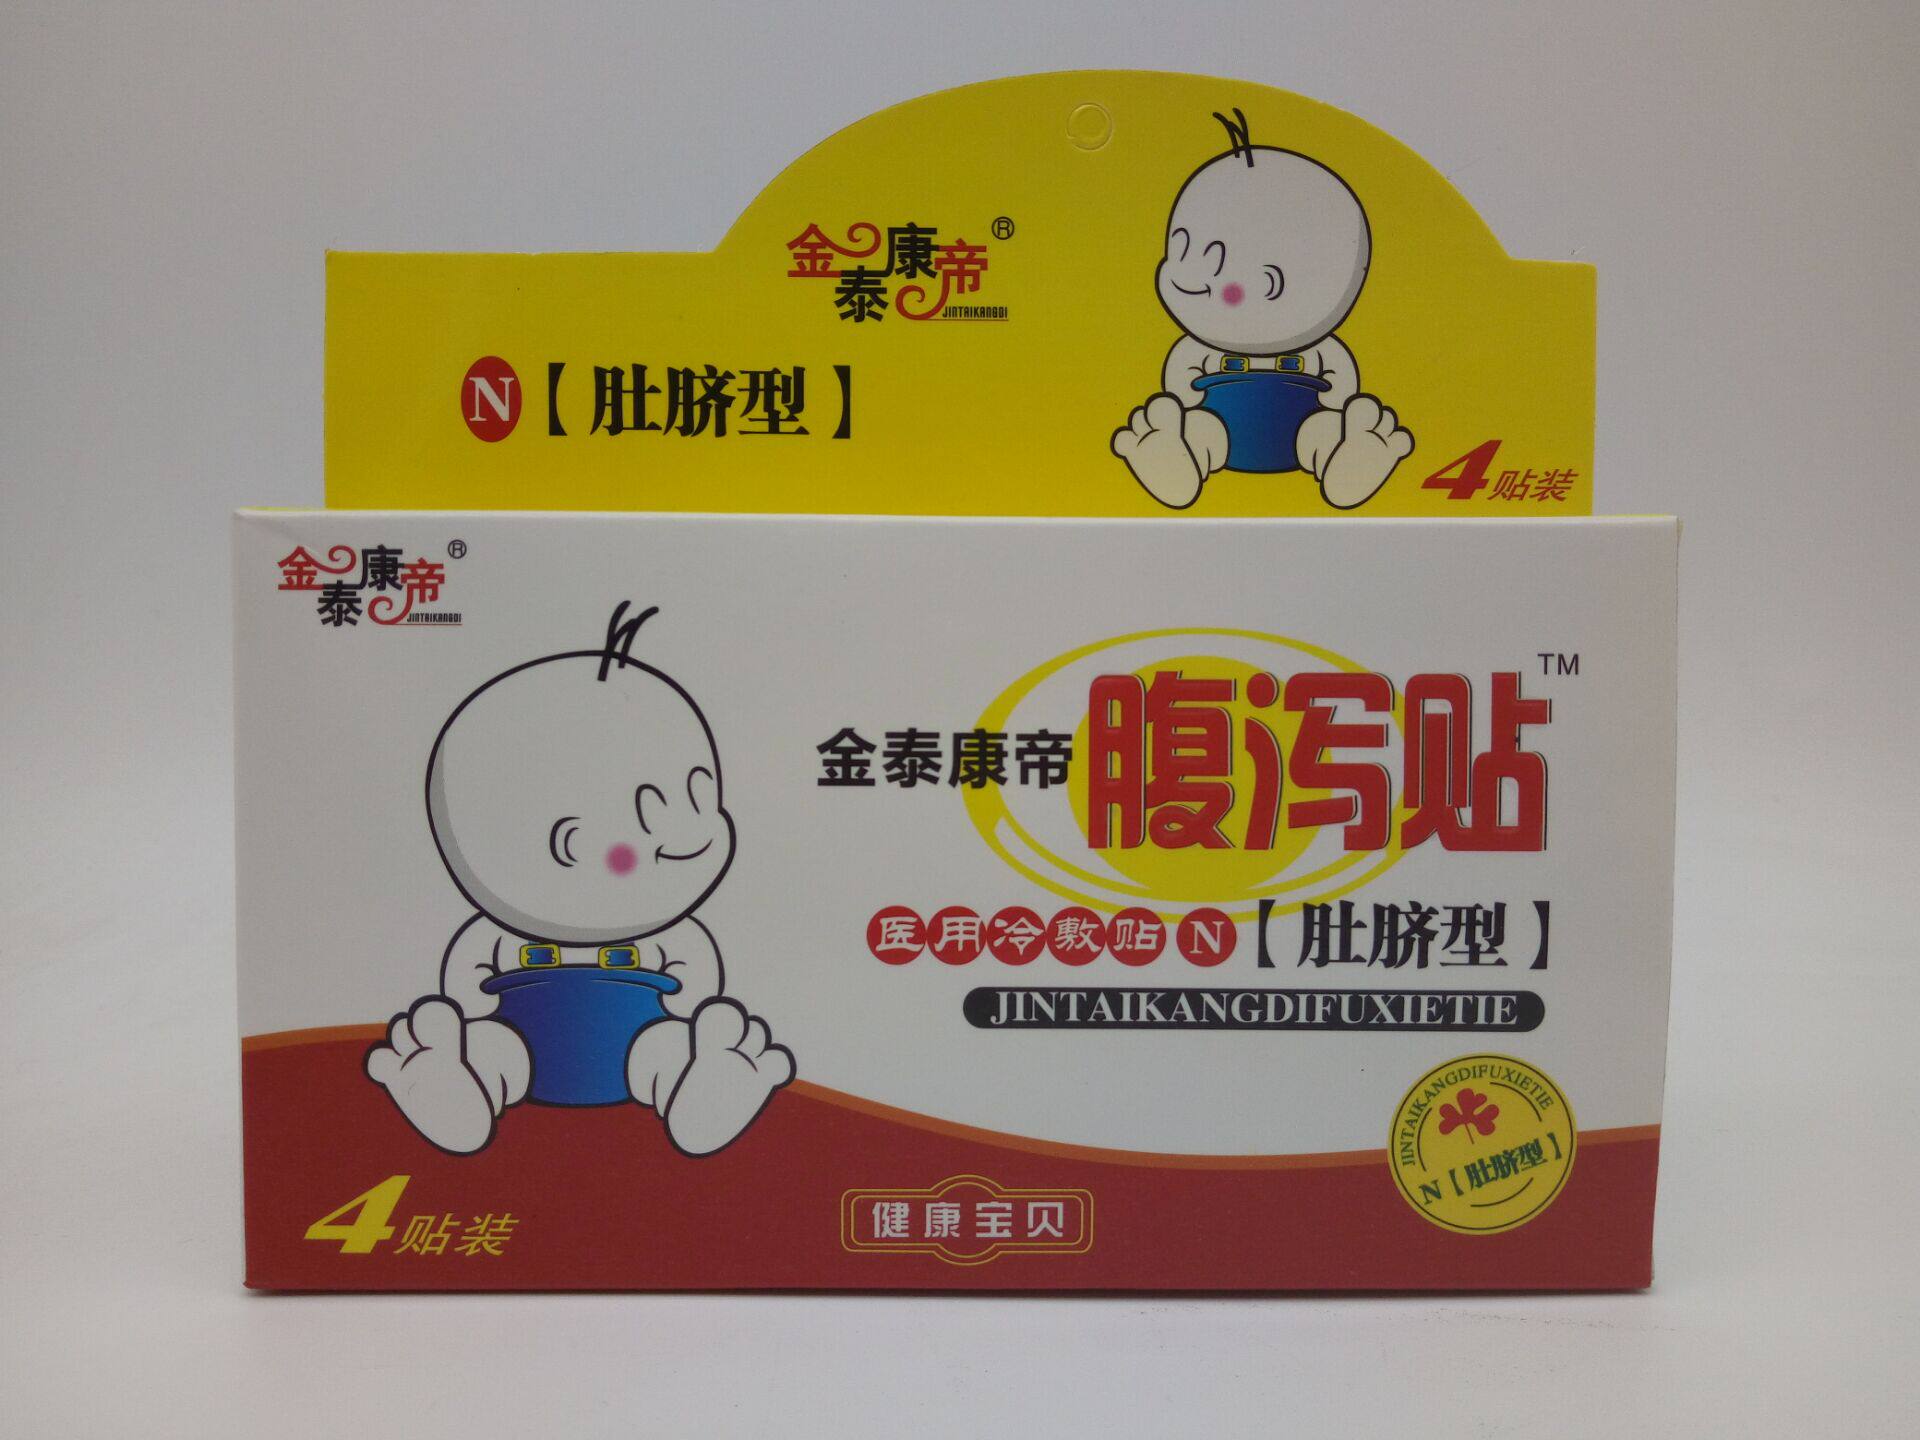 金泰康帝®
JINTAIKANGDI
N【肚脐型】
4贴装
金泰康帝®
JINTAIKANGDI
金泰康帝腹泻贴™
医用冷敷贴N【肚脐型】
JINTAIKANGDIFUXIETIE
JINTAIKANGDIFUXIETIE
N【肚脐型】
4贴装
健康宝贝